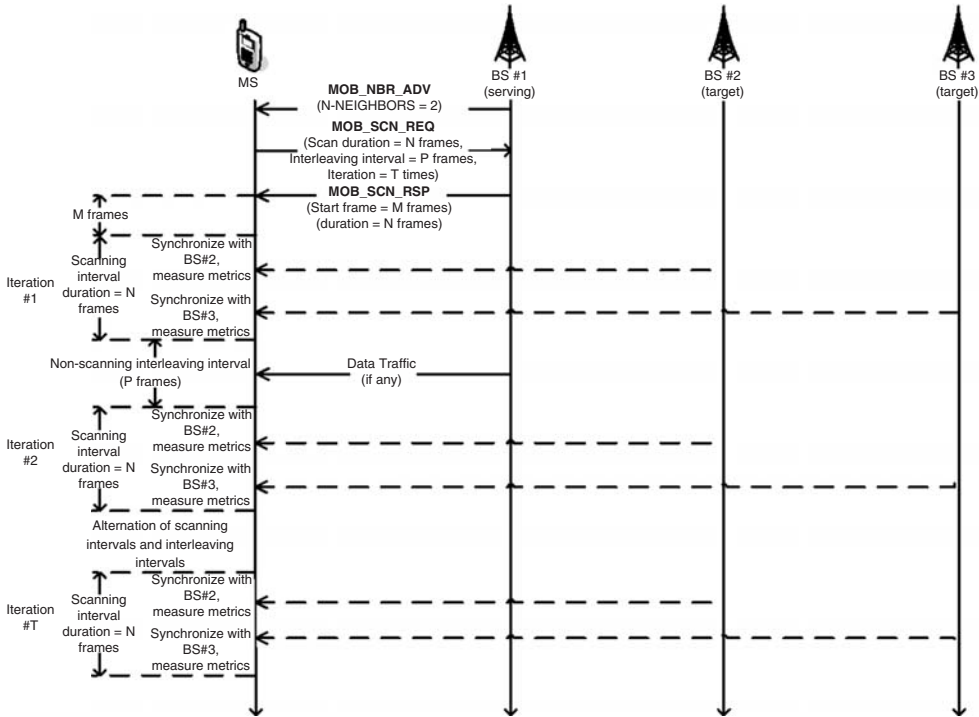 MS
BS #1
(serving)
BS #2
(target)
BS #3
(target)
MOB_NBR_ADV
(N-NEIGHBORS = 2)
MOB_SCN_REQ
(Scan duration = N frames,
Interleaving interval = P frames,
Iteration = T times)
MOB_SCN_RSP
(Start frame = M frames)
(duration = N frames)
M frames
Iteration
#1
Scanning
interval
duration = N
frames
Synchronize with
BS#2,
measure metrics
Synchronize with
BS#3,
measure metrics
Non-scanning interleaving interval
(P frames)
Data Traffic
(if any)
Iteration
#2
Scanning
interval
duration = N
frames
Synchronize with
BS#2,
measure metrics
Synchronize with
BS#3,
measure metrics
Alternation of scanning
intervals and interleaving
intervals
Iteration
#T
Scanning
interval
duration = N
frames
Synchronize with
BS#2,
measure metrics
Synchronize with
BS#3,
measure metrics